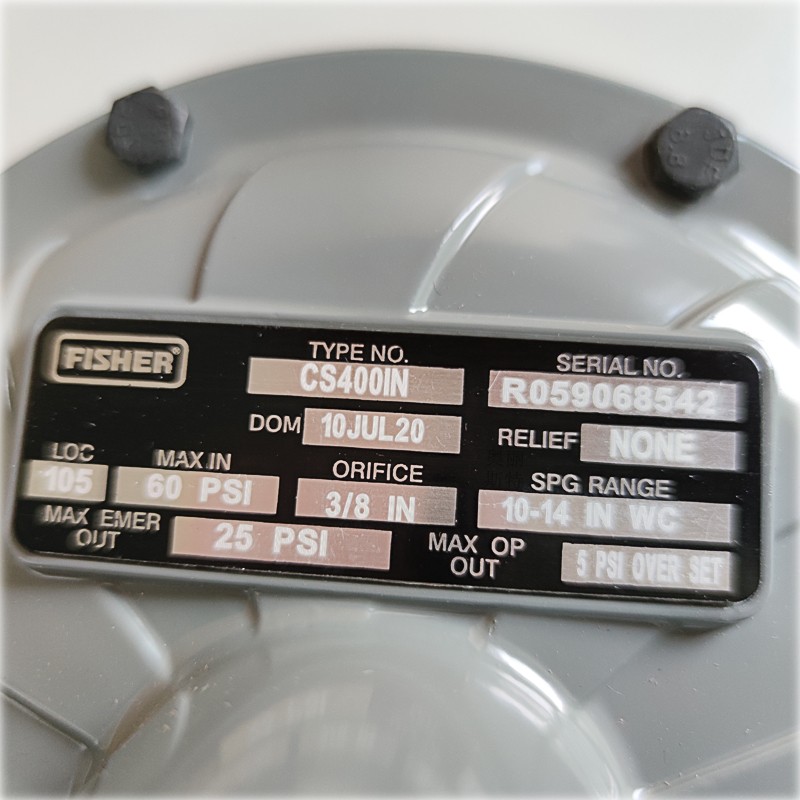 FISHER®
TYPE NO.
CS400IN
SERIAL NO.
R059068542
DOM 10JUL20
RELIEF NONE
LOC
105
MAX IN
60 PSI
ORIFICE
3/8 IN
SPG RANGE
10-14 IN WC
MAX EMER
OUT
25 PSI
MAX OP
OUT
5 PSI OVER SET
8.8